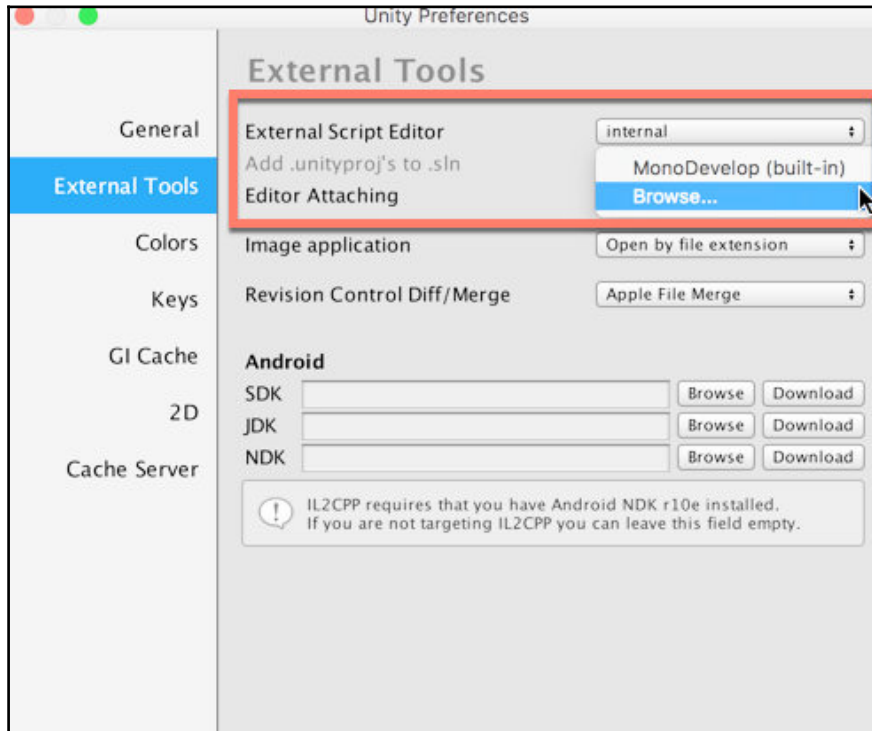 Unity Preferences
External Tools
General
External Tools
Colors
Keys
GI Cache
2D
Cache Server
External Script Editor internal
Add .unityproj's to .sln MonoDevelop (built-in)
Editor Attaching Browse...
Image application Open by file extension
Revision Control Diff/Merge Apple File Merge
Android
SDK Browse Download
JDK Browse Download
NDK Browse Download
IL2CPP requires that you have Android NDK r10e installed.
If you are not targeting IL2CPP you can leave this field empty.